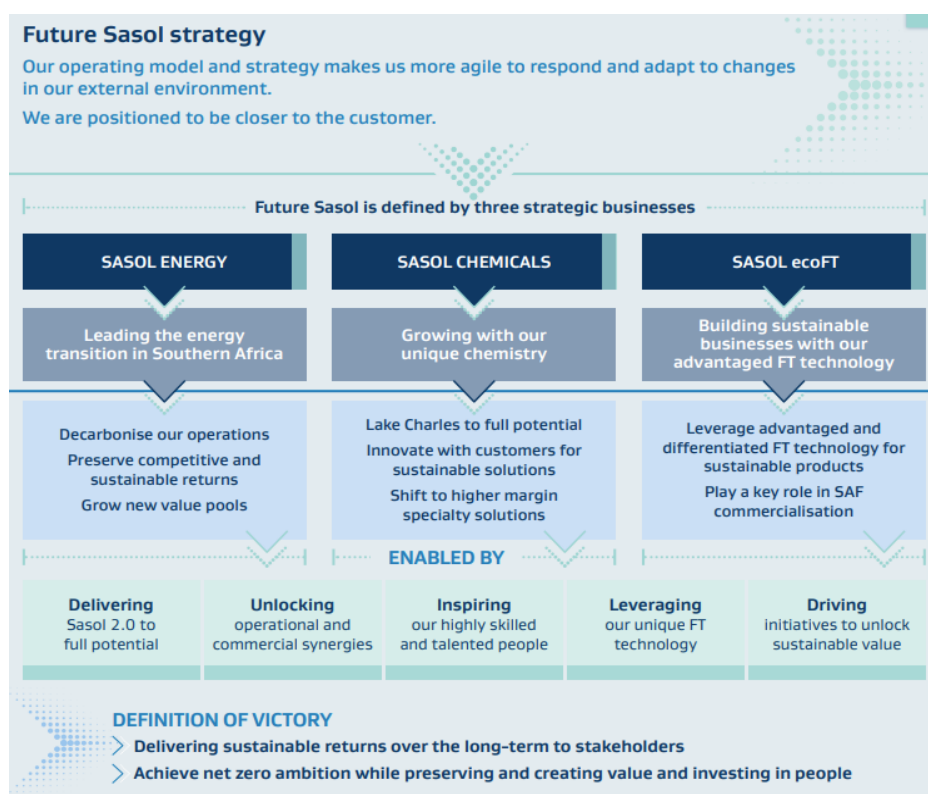 Future Sasol strategy
Our operating model and strategy makes us more agile to respond and adapt to changes
in our external environment.
We are positioned to be closer to the customer.
Future Sasol is defined by three strategic businesses
SASOL ENERGY
Leading the energy
transition in Southern Africa
Decarbonise our operations
Preserve competitive and
sustainable returns
Grow new value pools
SASOL CHEMICALS
Growing with our
unique chemistry
Lake Charles to full potential
Innovate with customers for
sustainable solutions
Shift to higher margin
specialty solutions
SASOL ecoFT
Building sustainable
businesses with our
advantaged FT technology
Leverage advantaged and
differentiated FT technology for
sustainable products
Play a key role in SAF
commercialisation
ENABLED BY
Delivering
Sasol 2.0 to
full potential
Unlocking
operational and
commercial synergies
Inspiring
our highly skilled
and talented people
Leveraging
our unique FT
technology
Driving
initiatives to unlock
sustainable value
DEFINITION OF VICTORY
Delivering sustainable returns over the long-term to stakeholders
Achieve net zero ambition while preserving and creating value and investing in people